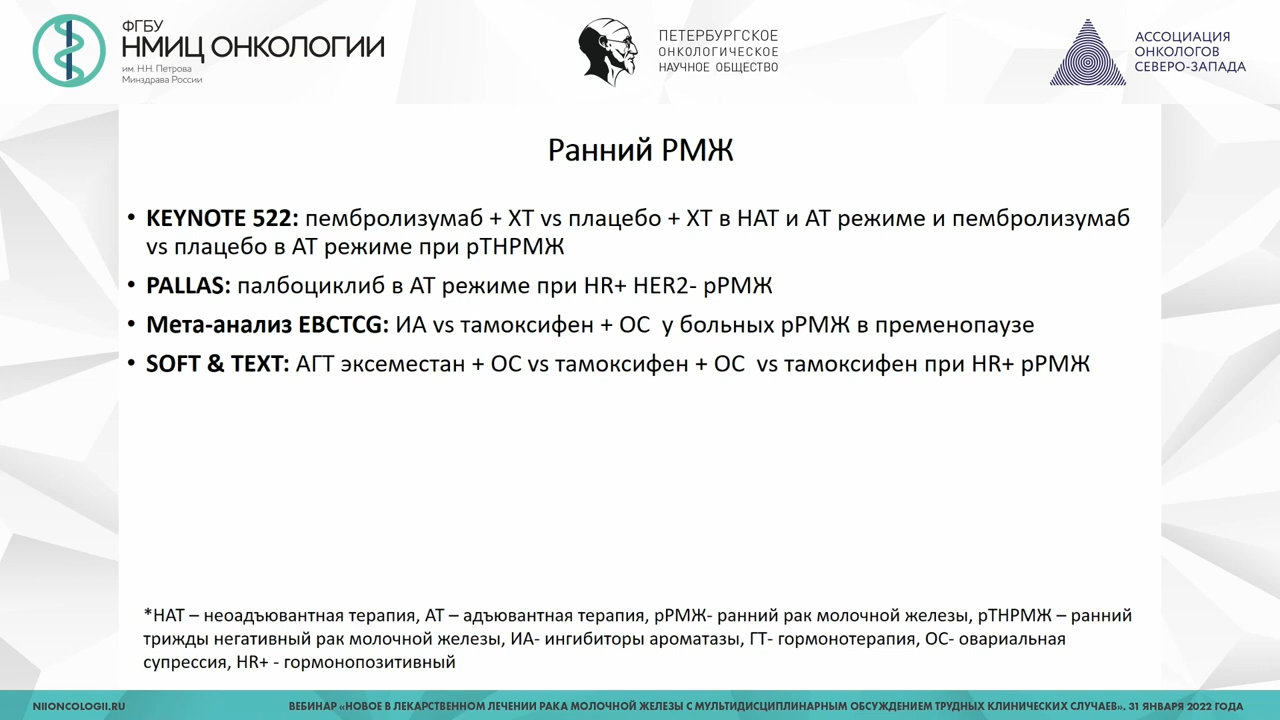 ФГБУ
НМИЦ ОНКОЛОГИИ
им. Н.Н. Петрова
Минздрава России
ПЕТЕРБУРГСКОЕ
ОНКОЛОГИЧЕСКОЕ
НАУЧНОЕ ОБЩЕСТВО
АССОЦИАЦИЯ
ОНКОЛОГОВ
СЕВЕРО-ЗАПАДА
Ранний РМЖ
• KEYNOTE 522: пембролизумаб + ХТ vs плацебо + ХТ в НАТ и АТ режиме и пембролизумаб
vs плацебо в АТ режиме при рТНРМЖ
• PALLAS: палбоциклиб в АТ режиме при HR+ HER2- рРМЖ
• Мета-анализ EBCTCG: ИА vs тамоксифен + ОС у больных рРМЖ в пременопаузе
• SOFT & TEXT: АГТ эксеместан + ОС vs тамоксифен + ОС vs тамоксифен при HR+ рРМЖ
*НАТ – неоадъювантная терапия, АТ – адъювантная терапия, рРМЖ- ранний рак молочной железы, рТНРМЖ – ранний
трижды негативный рак молочной железы, ИА- ингибиторы ароматазы, ГТ- гормонотерапия, ОС- овариальная
супрессия, HR+ - гормонопозитивный
NIIONCOLOGII.RU
ВЕБИНАР «НОВОЕ В ЛЕКАРСТВЕННОМ ЛЕЧЕНИИ РАКА МОЛОЧНОЙ ЖЕЛЕЗЫ С МУЛЬТИДИСЦИПЛИНАРНЫМ ОБСУЖДЕНИЕМ ТРУДНЫХ КЛИНИЧЕСКИХ СЛУЧАЕВ». 31 ЯНВАРЯ 2022 ГОДА